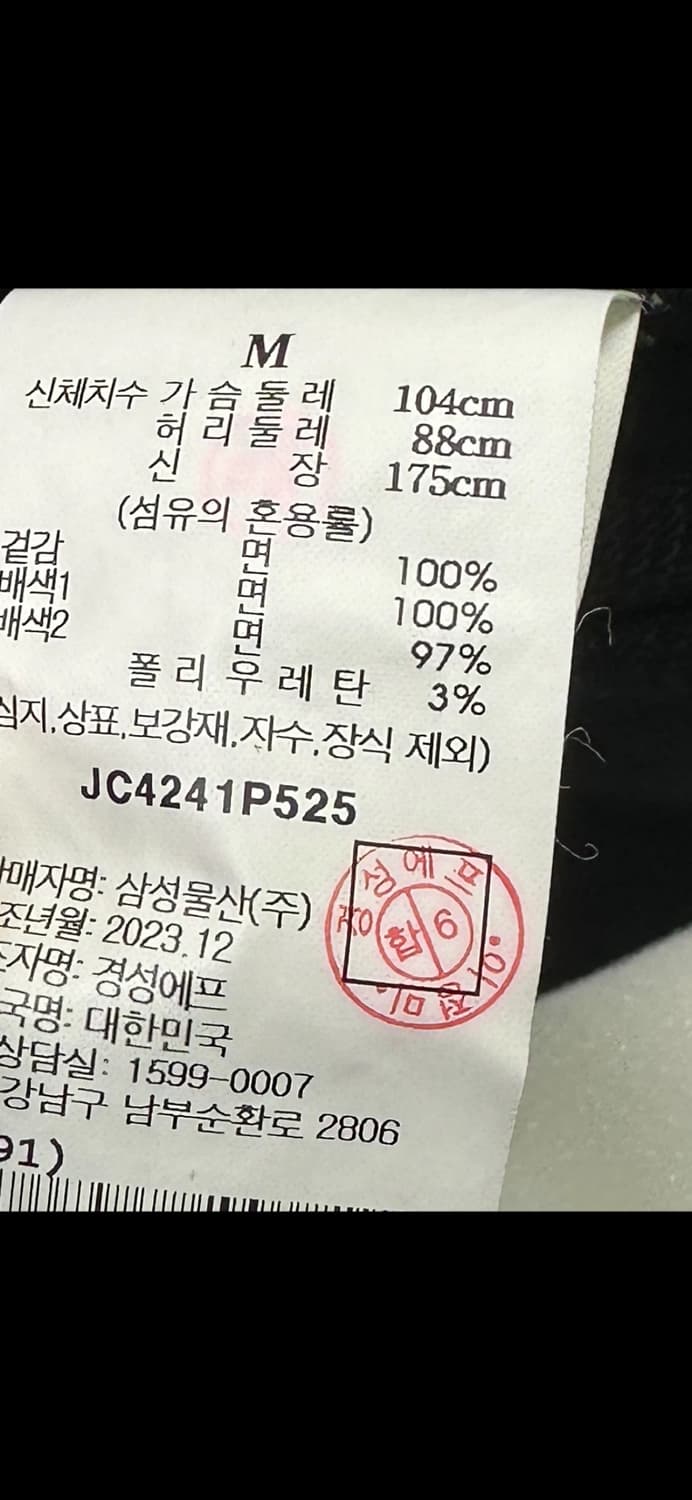 M
신체치수 가슴둘레 104cm
허리둘레 88cm
신장 175cm
(섬유의 혼용률)
겉감 면 100%
배색1 면 100%
배색2 면 97%
폴리우레탄 3%
심지,상표,보강재,자수,장식 제외)
JC4241P525
매자명: 삼성물산(주)
조년월: 2023.12
자명: 경성에프
국명: 대한민국
상담실: 1599-0007
강남구 남부순환로 2806
91)
경성에프
합 6